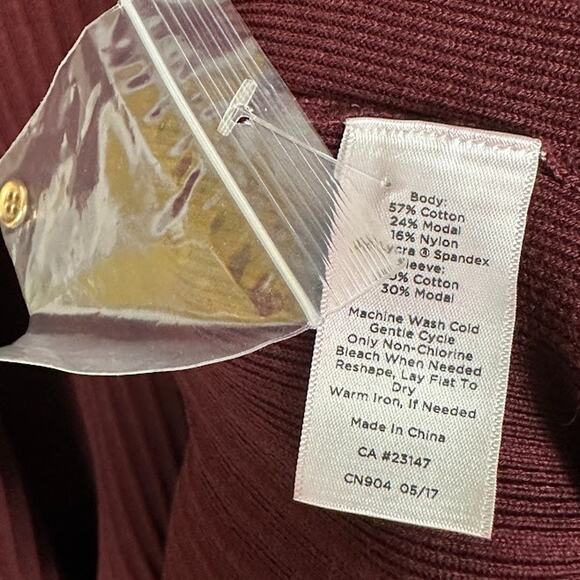 Body:
57% Cotton
24% Modal
16% Nylon
® Spandex
Cotton
30% Modal
Machine Wash Cold
Gentle Cycle
Only Non-Chlorine
Bleach When Needed
Reshape, Lay Flat To
Dry
Warm Iron, If Needed
Made In China
CA #23147
CN904 05/17